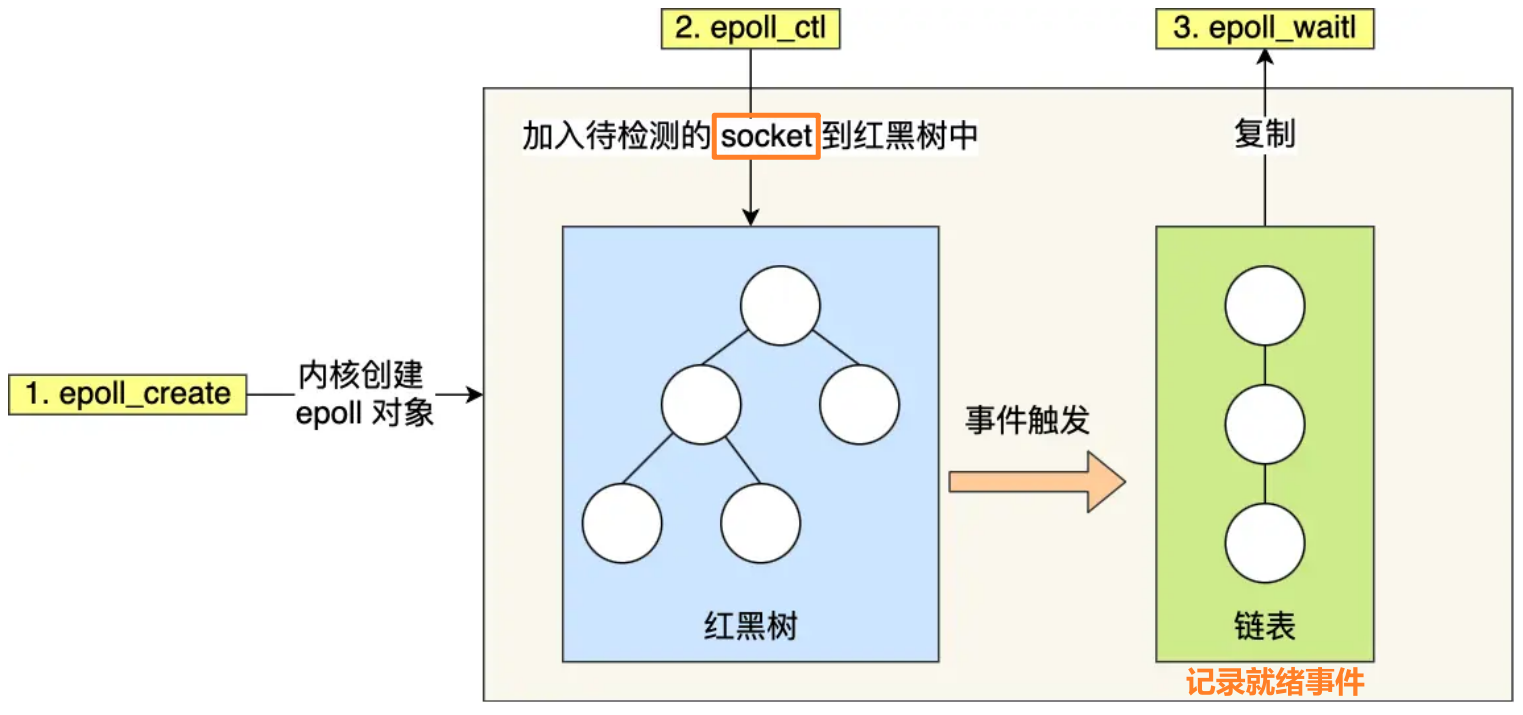 2. epoll_ctl
3. epoll_waitl
加入待检测的 socket 到红黑树中
复制
1. epoll_create
内核创建
epoll 对象
事件触发
红黑树
链表
记录就绪事件